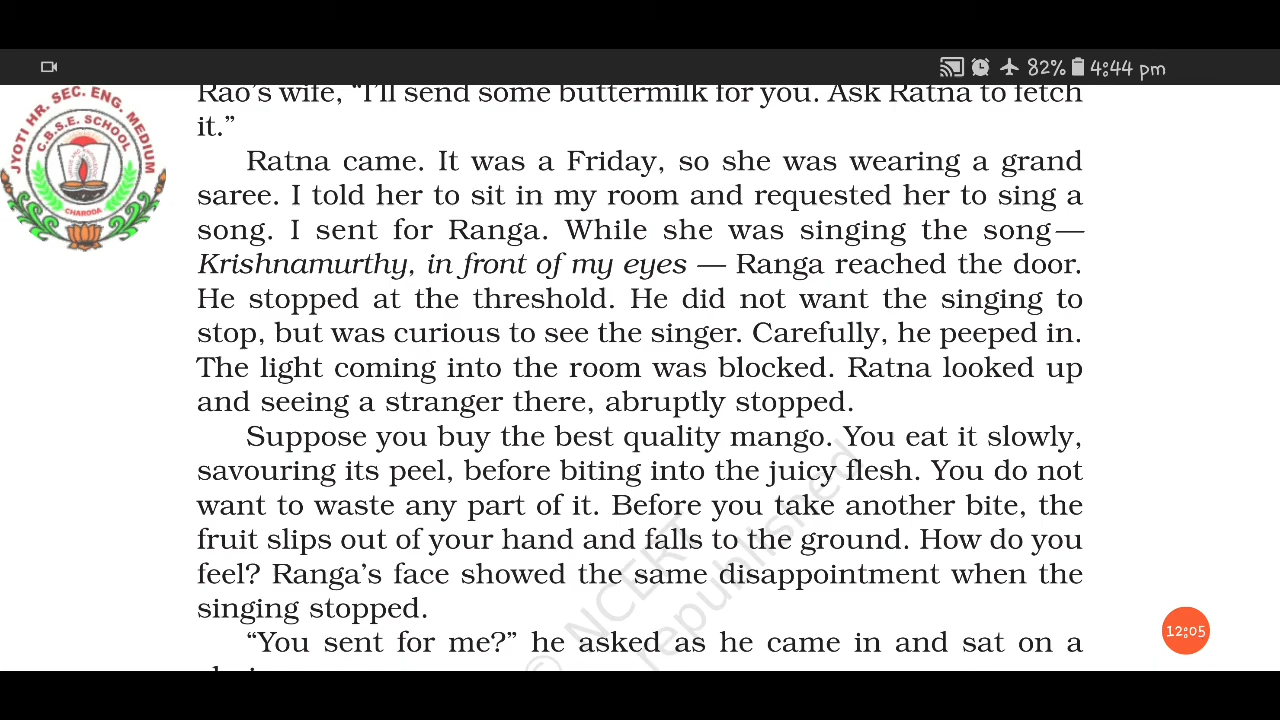 82% 4:44 pm
JYOTI HR. SEC. ENG. MEDIUM
C.B.S.E. SCHOOL
CHARODA
Rao's wife, “I'll send some buttermilk for you. Ask Ratna to fetch
it.”
Ratna came. It was a Friday, so she was wearing a grand
saree. I told her to sit in my room and requested her to sing a
song. I sent for Ranga. While she was singing the song—
Krishnamurthy, in front of my eyes — Ranga reached the door.
He stopped at the threshold. He did not want the singing to
stop, but was curious to see the singer. Carefully, he peeped in.
The light coming into the room was blocked. Ratna looked up
and seeing a stranger there, abruptly stopped.
Suppose you buy the best quality mango. You eat it slowly,
savouring its peel, before biting into the juicy flesh. You do not
want to waste any part of it. Before you take another bite, the
fruit slips out of your hand and falls to the ground. How do you
feel? Ranga's face showed the same disappointment when the
singing stopped.
“You sent for me?” he asked as he came in and sat on a
© NCERT
republished
12:05